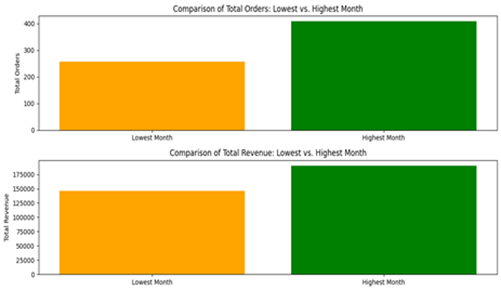 Comparison of Total Orders: Lowest vs. Highest Month
400
300
200
100
0
Total Orders
Lowest Month Highest Month
Comparison of Total Revenue: Lowest vs. Highest Month
175000
150000
125000
100000
75000
50000
25000
0
Total Revenue
Lowest Month Highest Month